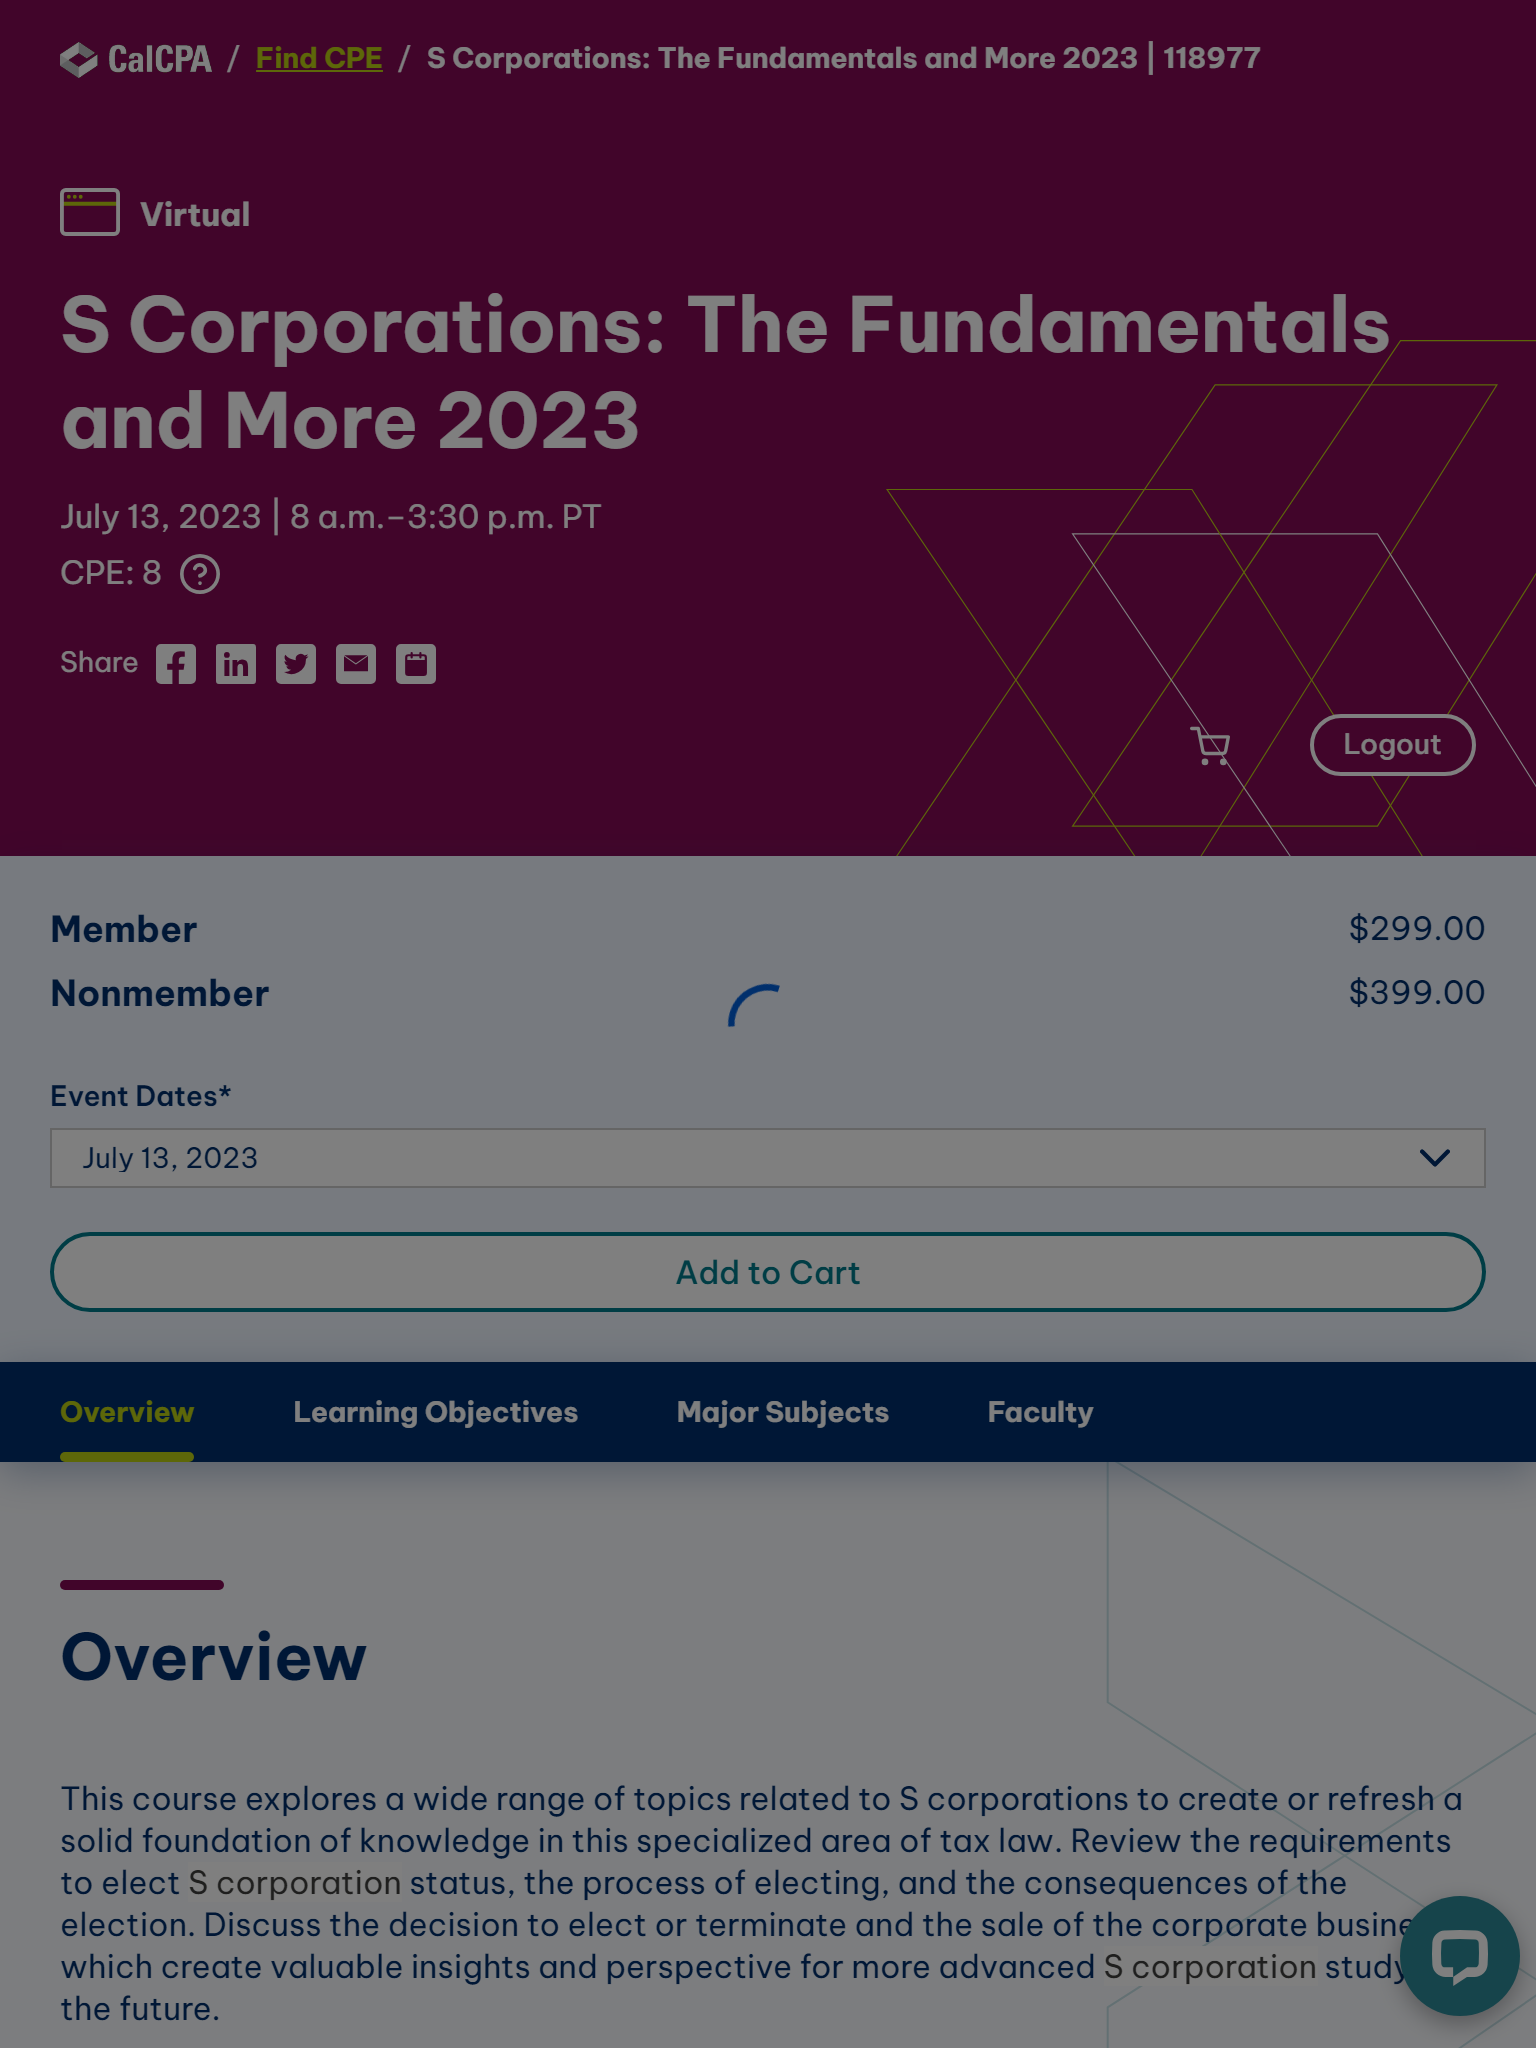 CalCPA / Find CPE / S Corporations: The Fundamentals and More 2023 | 118977
Virtual
S Corporations: The Fundamentals
and More 2023
July 13, 2023 | 8 a.m.–3:30 p.m. PT
CPE: 8 ?
Share
Logout
Member $299.00
Nonmember $399.00
Event Dates*
July 13, 2023
Add to Cart
Overview Learning Objectives Major Subjects Faculty
Overview
This course explores a wide range of topics related to S corporations to create or refresh a
solid foundation of knowledge in this specialized area of tax law. Review the requirements
to elect S corporation status, the process of electing, and the consequences of the
election. Discuss the decision to elect or terminate and the sale of the corporate
which create valuable insights and perspective for more advanced S corporation study
the future.